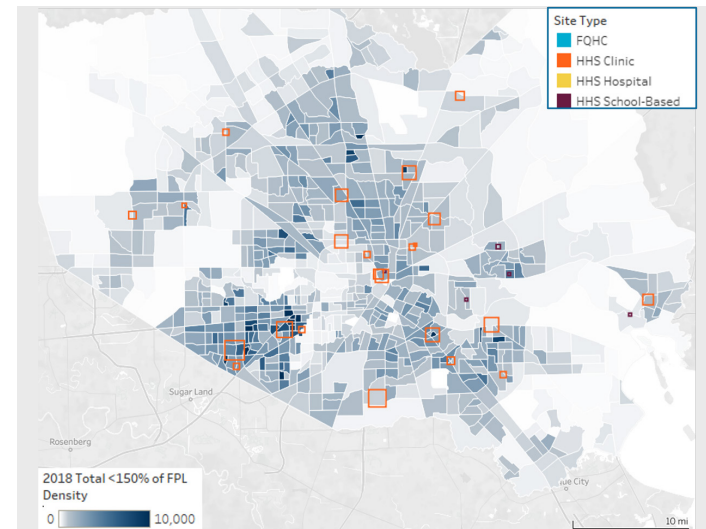 Site Type
FQHC
HHS Clinic
HHS Hospital
HHS School-Based
Sugar Land
Rosenberg
City
2018 Total <150% of FPL
Density
0
10,000
10 mi